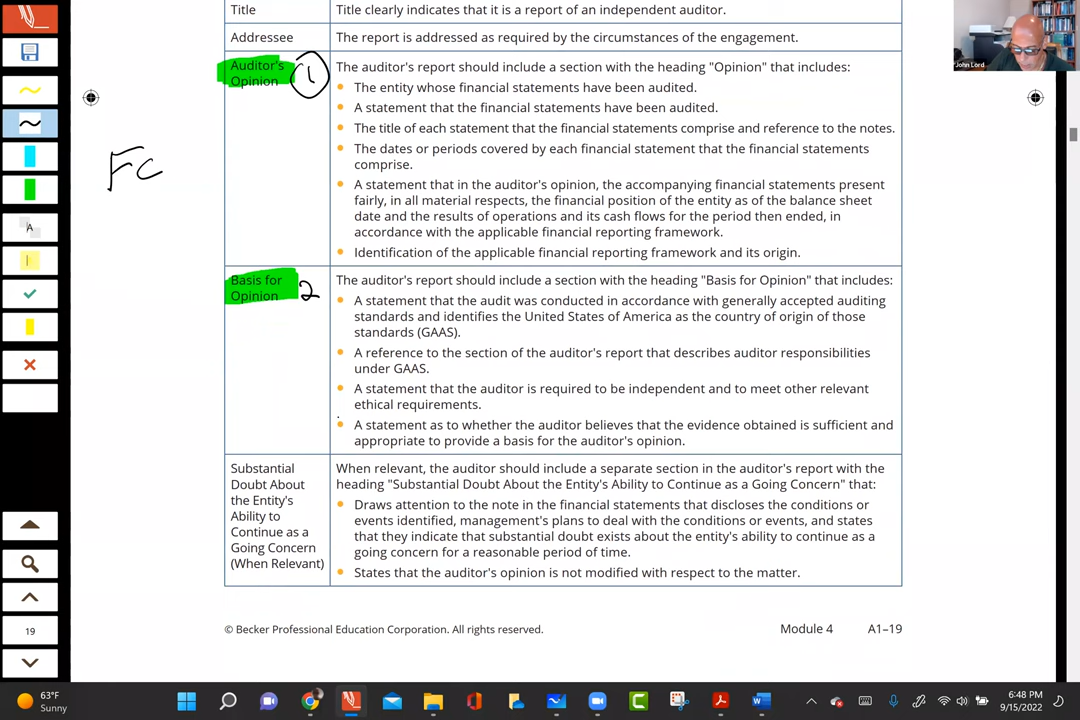 Title
Title clearly indicates that it is a report of an independent auditor.
Addressee
The report is addressed as required by the circumstances of the engagement.
Auditor's
Opinion
1
The auditor's report should include a section with the heading "Opinion" that includes:
The entity whose financial statements have been audited.
A statement that the financial statements have been audited.
The title of each statement that the financial statements comprise and reference to the notes.
The dates or periods covered by each financial statement that the financial statements
comprise.
A statement that in the auditor's opinion, the accompanying financial statements present
fairly, in all material respects, the financial position of the entity as of the balance sheet
date and the results of operations and its cash flows for the period then ended, in
accordance with the applicable financial reporting framework.
Identification of the applicable financial reporting framework and its origin.
FC
Basis for
Opinion
2
The auditor's report should include a section with the heading "Basis for Opinion" that includes:
A statement that the audit was conducted in accordance with generally accepted auditing
standards and identifies the United States of America as the country of origin of those
standards (GAAS).
A reference to the section of the auditor's report that describes auditor responsibilities
under GAAS.
A statement that the auditor is required to be independent and to meet other relevant
ethical requirements.
A statement as to whether the auditor believes that the evidence obtained is sufficient and
appropriate to provide a basis for the auditor's opinion.
Substantial
Doubt About
the Entity's
Ability to
Continue as a
Going Concern
(When Relevant)
When relevant, the auditor should include a separate section in the auditor's report with the
heading "Substantial Doubt About the Entity's Ability to Continue as a Going Concern" that:
Draws attention to the note in the financial statements that discloses the conditions or
events identified, management's plans to deal with the conditions or events, and states
that they indicate that substantial doubt exists about the entity's ability to continue as a
going concern for a reasonable period of time.
States that the auditor's opinion is not modified with respect to the matter.
© Becker Professional Education Corporation. All rights reserved.
Module 4
A1–19
John Lord
A
19
63°F
Sunny
6:48 PM
9/15/2022